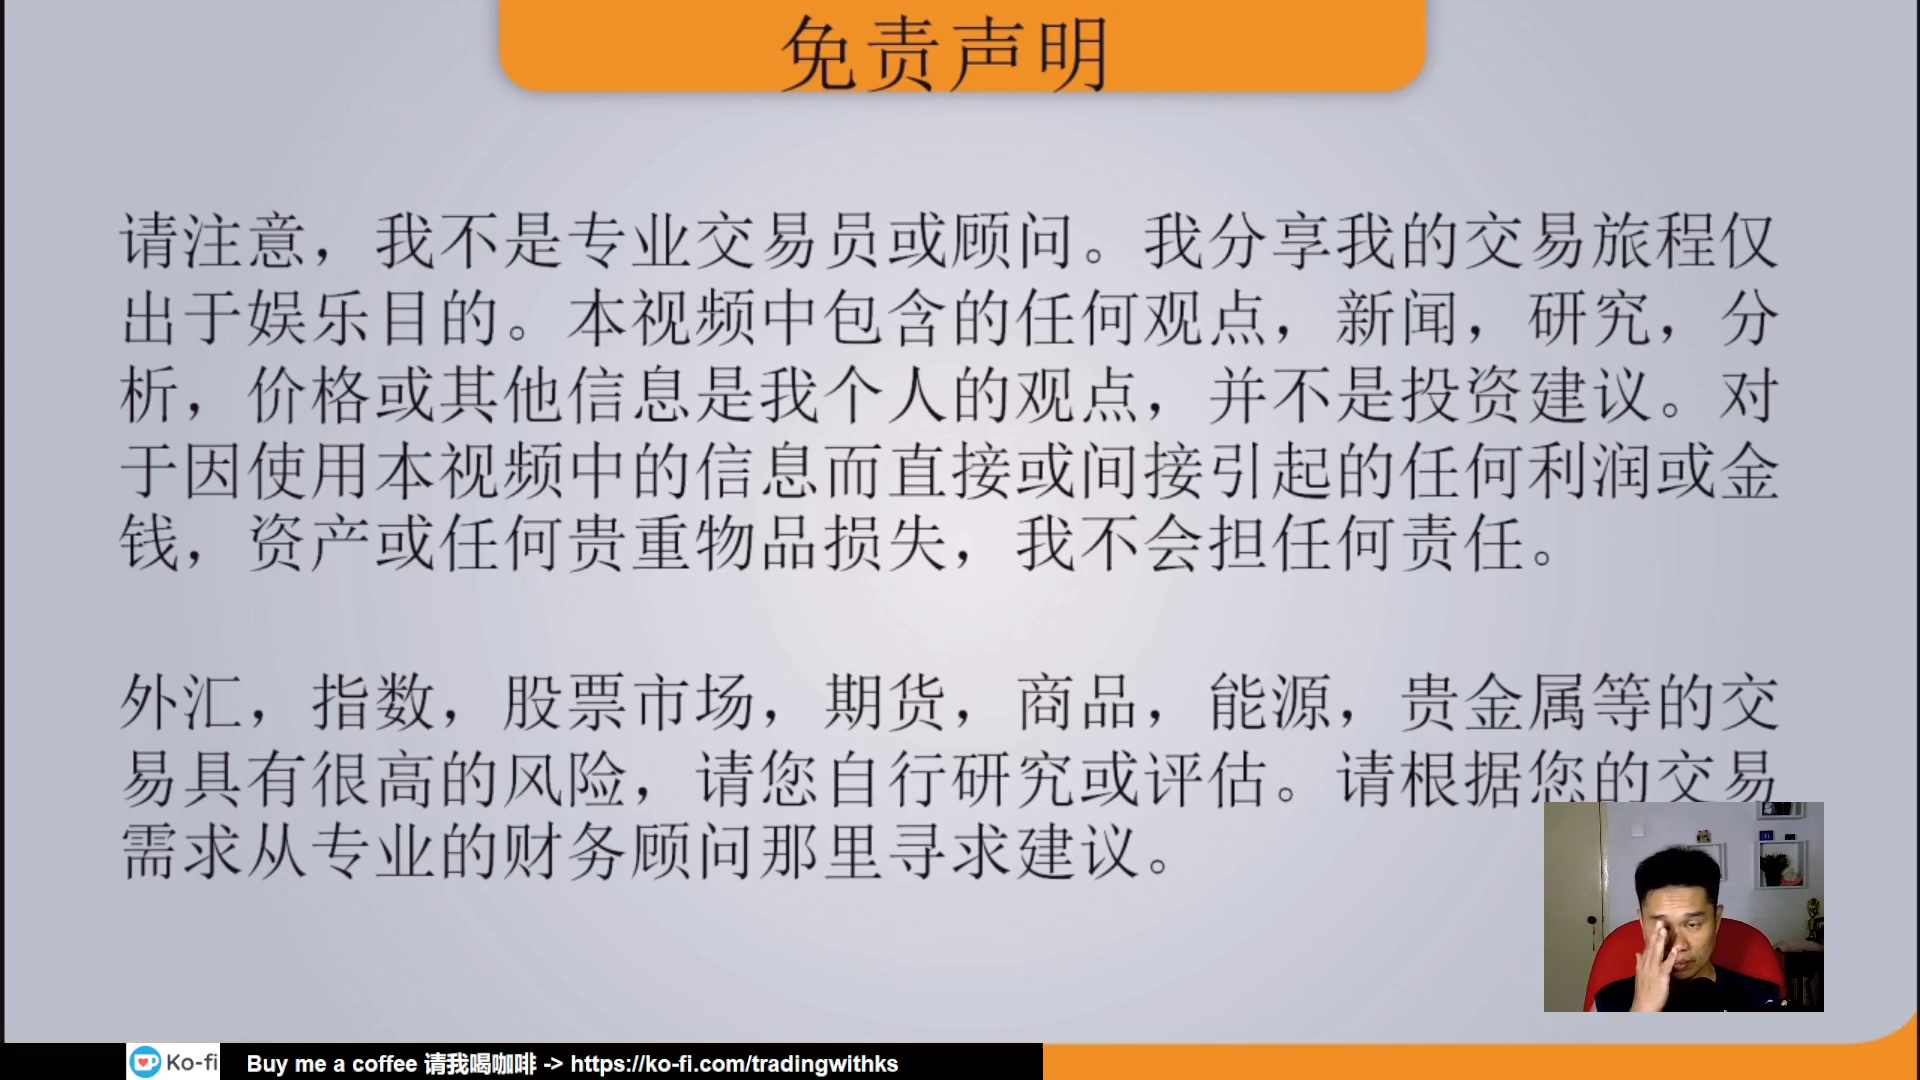 免责声明
请注意，我不是专业交易员或顾问。我分享我的交易旅程仅
出于娱乐目的。本视频中包含的任何观点，新闻，研究，分
析，价格或其他信息是我个人的观点，并不是投资建议。对
于因使用本视频中的信息而直接或间接引起的任何利润或金
钱，资产或任何贵重物品损失，我不会担任何责任。
外汇，指数，股票市场，期货，商品，能源，贵金属等的交
易具有很高的风险，请您自行研究或评估。请根据您的交易
需求从专业的财务顾问那里寻求建议。
Ko-fi Buy me a coffee 请我喝咖啡 -> https://ko-fi.com/tradingwithks